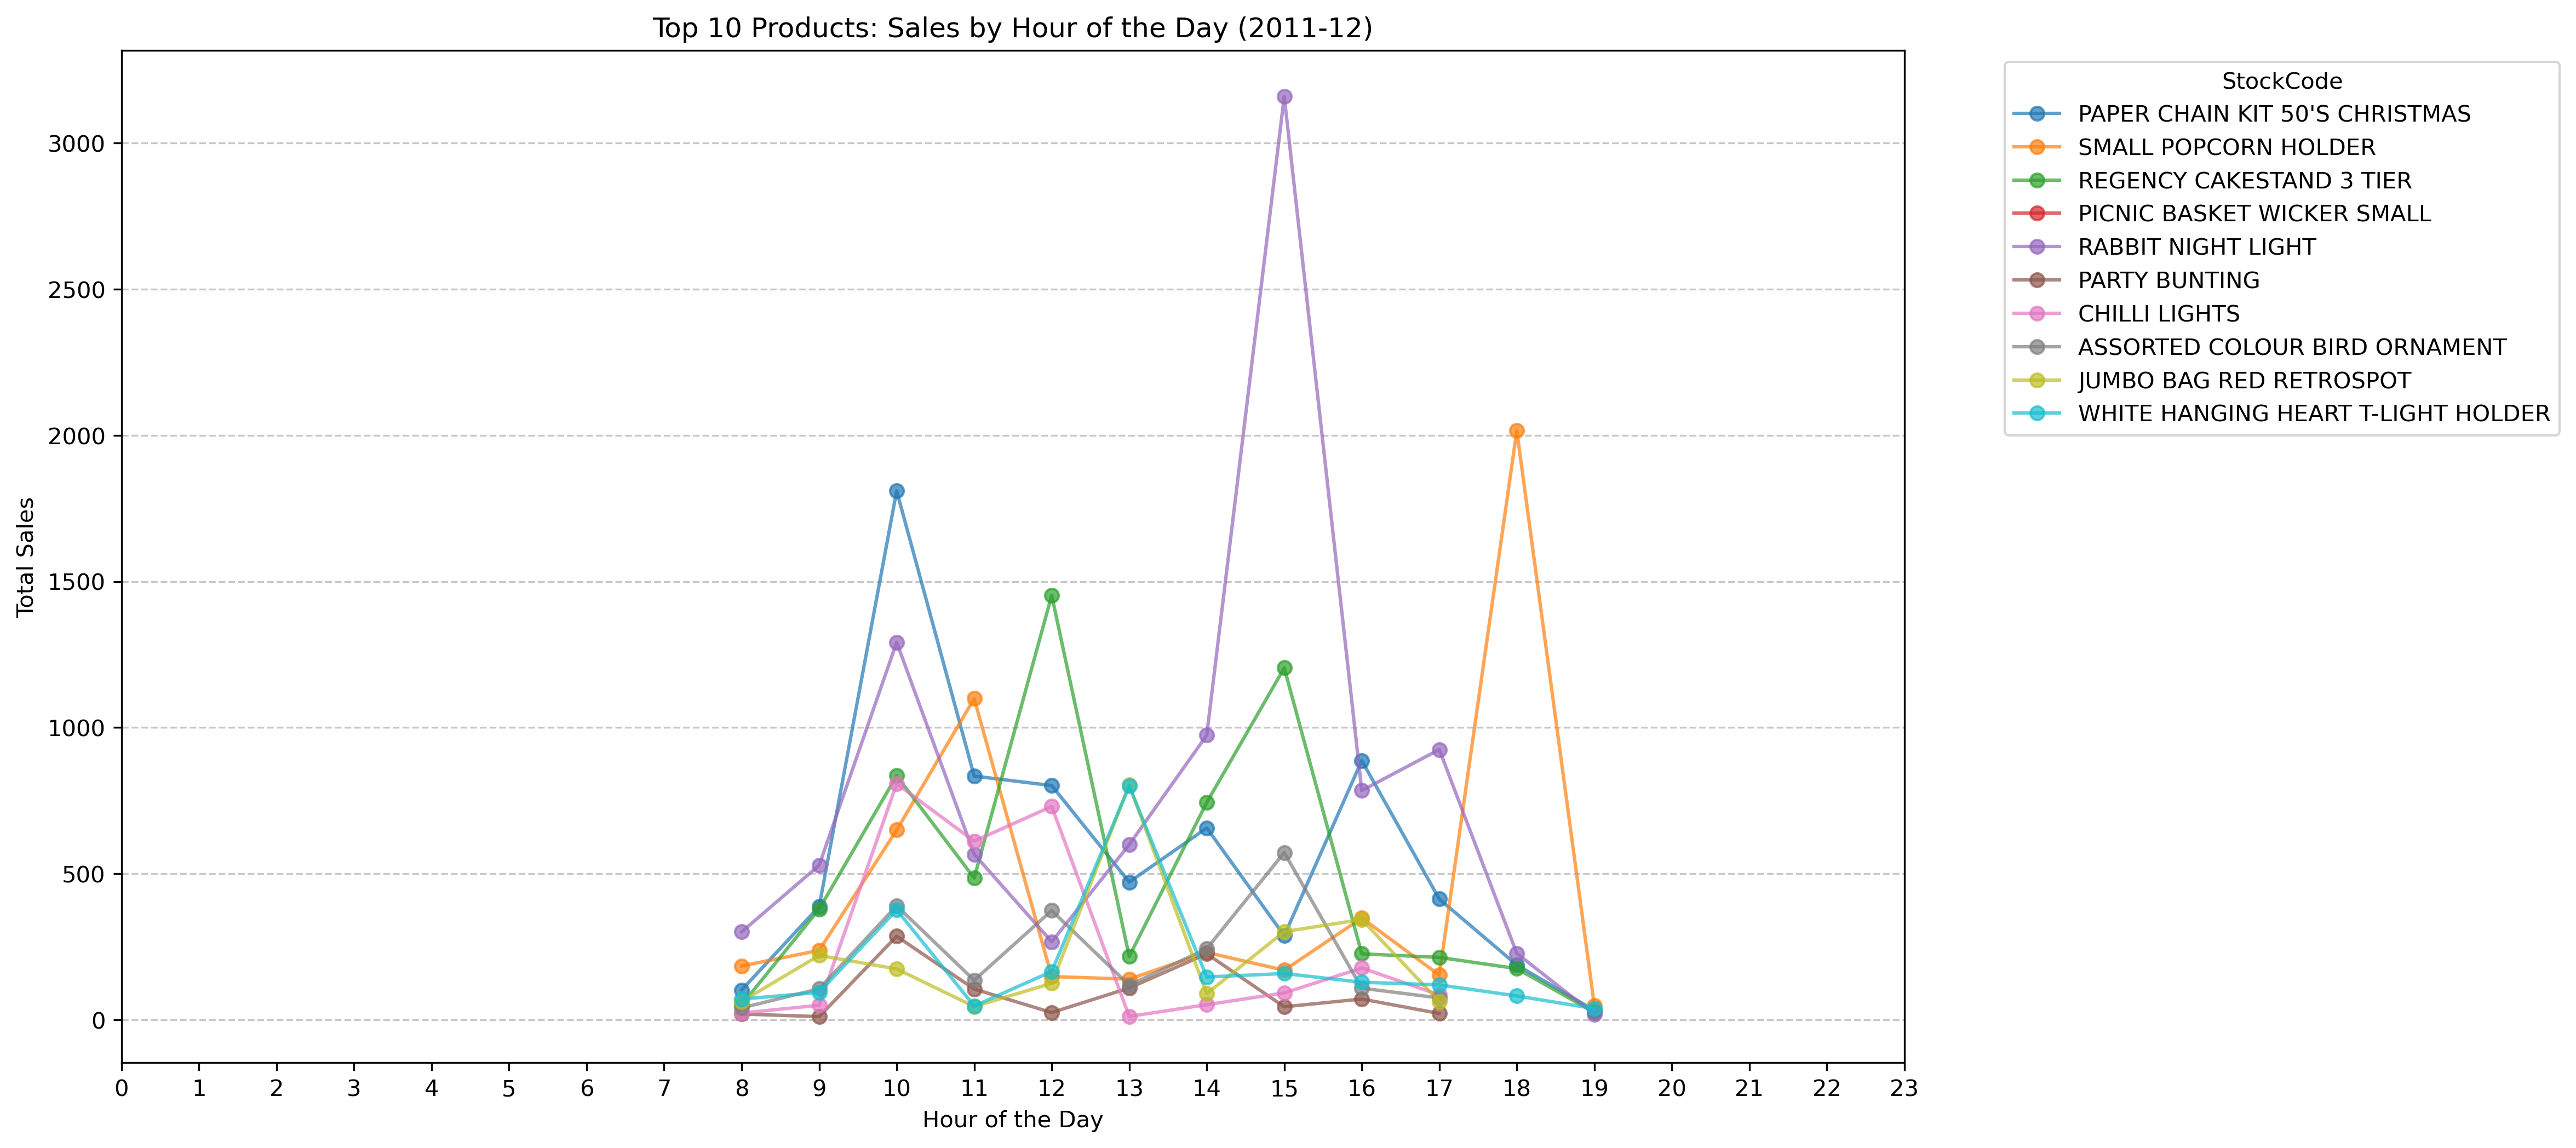 Top 10 Products: Sales by Hour of the Day (2011-12)
Total Sales
3000
2500
2000
1500
1000
500
0
0 1 2 3 4 5 6 7 8 9 10 11 12 13 14 15 16 17 18 19 20 21 22 23
Hour of the Day
StockCode
PAPER CHAIN KIT 50'S CHRISTMAS
SMALL POPCORN HOLDER
REGENCY CAKESTAND 3 TIER
PICNIC BASKET WICKER SMALL
RABBIT NIGHT LIGHT
PARTY BUNTING
CHILLI LIGHTS
ASSORTED COLOUR BIRD ORNAMENT
JUMBO BAG RED RETROSPOT
WHITE HANGING HEART T-LIGHT HOLDER